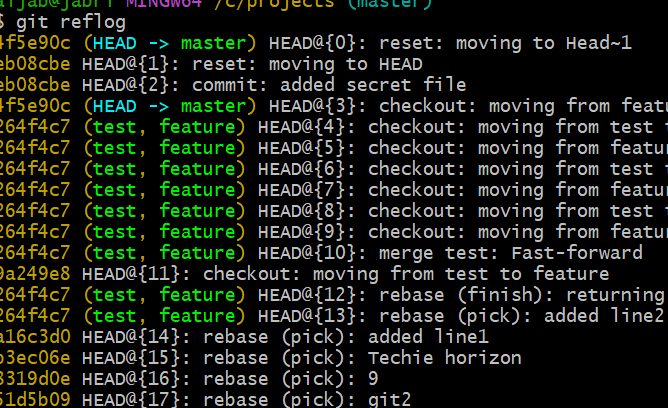 MINGW64 /c/projects (master)
$ git reflog
4f5e90c (HEAD -> master) HEAD@{0}: reset: moving to Head~1
eb08cbe HEAD@{1}: reset: moving to HEAD
eb08cbe HEAD@{2}: commit: added secret file
4f5e90c (HEAD -> master) HEAD@{3}: checkout: moving from featur
264f4c7 (test, feature) HEAD@{4}: checkout: moving from test t
264f4c7 (test, feature) HEAD@{5}: checkout: moving from featur
264f4c7 (test, feature) HEAD@{6}: checkout: moving from test t
264f4c7 (test, feature) HEAD@{7}: checkout: moving from featur
264f4c7 (test, feature) HEAD@{8}: checkout: moving from test t
264f4c7 (test, feature) HEAD@{9}: checkout: moving from featur
264f4c7 (test, feature) HEAD@{10}: merge test: Fast-forward
9a249e8 HEAD@{11}: checkout: moving from test to feature
264f4c7 (test, feature) HEAD@{12}: rebase (finish): returning
264f4c7 (test, feature) HEAD@{13}: rebase (pick): added line2
a16c3d0 HEAD@{14}: rebase (pick): added line1
b3ec06e HEAD@{15}: rebase (pick): Techie horizon
3319d0e HEAD@{16}: rebase (pick): 9
51d5b09 HEAD@{17}: rebase (pick): git2